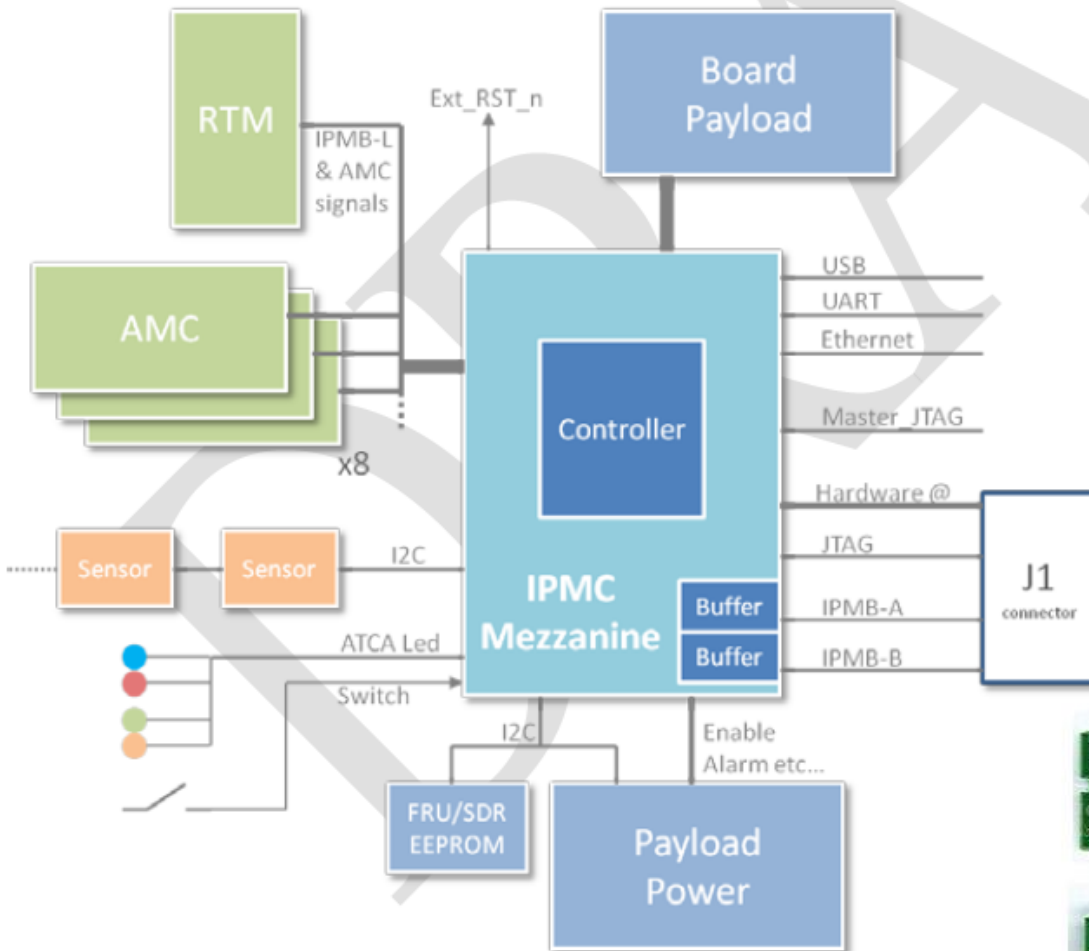 RTM
IPMB-L
& AMC
signals
Ext_RST_n
Board
Payload
AMC
x8
USB
UART
Ethernet
Master_JTAG
Controller
Hardware @
JTAG
IPMB-A
IPMB-B
J1
connector
Sensor
Sensor
I2C
IPMC
Mezzanine
Buffer
Buffer
ATCA Led
Switch
I2C
Enable
Alarm etc...
FRU/SDR
EEPROM
Payload
Power